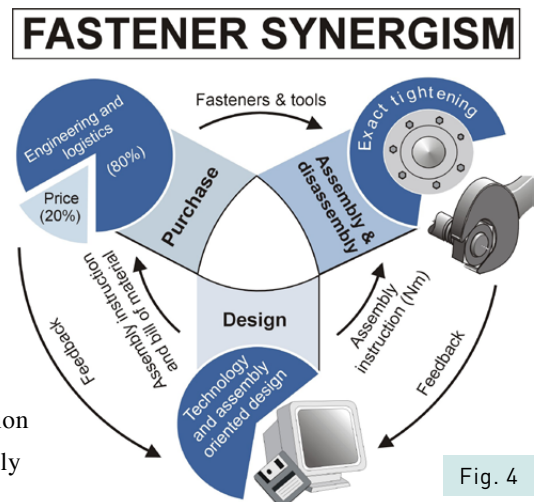 FASTENER SYNERGISM
Fasteners & tools
Engineering and
logistics
(80%)
Price
(20%)
Purchase
Exact tightening
Assembly &
disassembly
Feedback
Assembly instruction
and bill of material
Design
Assembly
instruction (Nm)
Feedback
Technology
and assembly
oriented design
ion
ly
Fig. 4